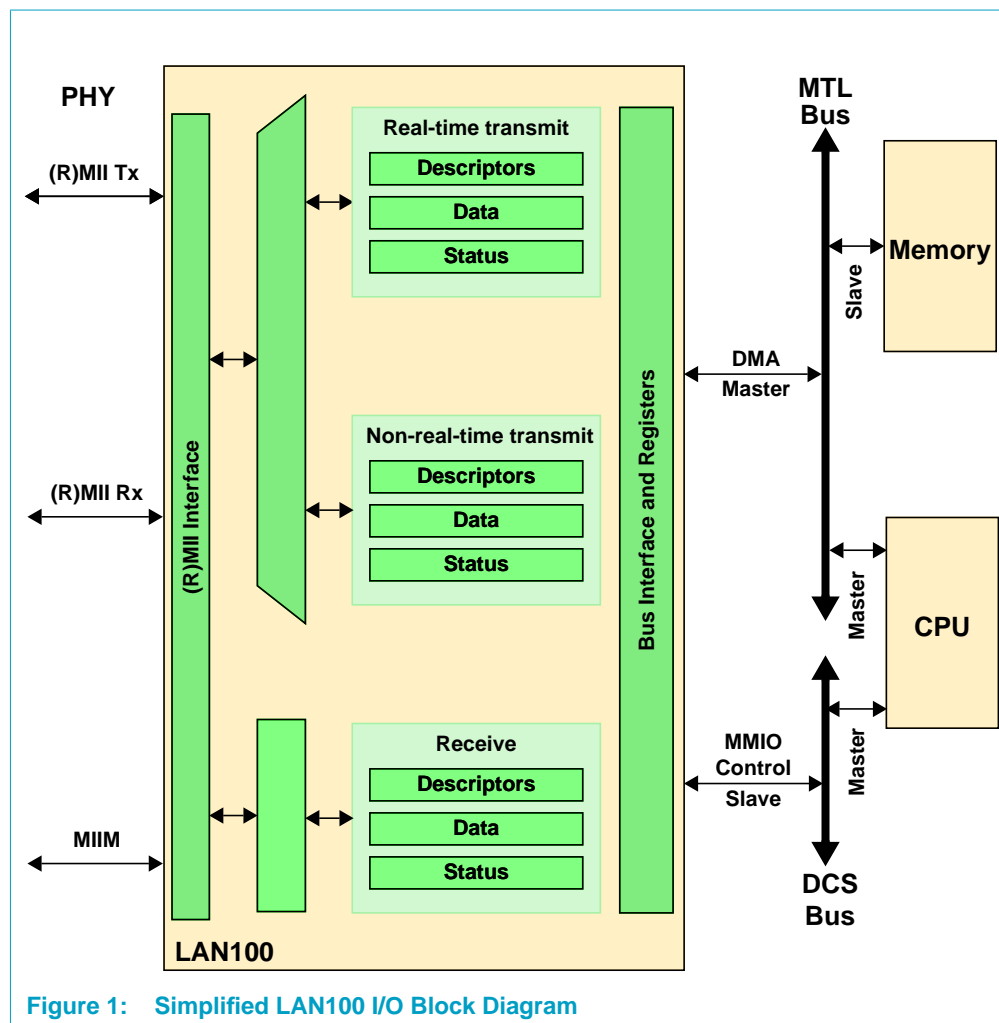 PHY
(R)MII Tx
(R)MII Rx
MIIM
(R)MII Interface
Real-time transmit
Descriptors
Data
Status
Non-real-time transmit
Descriptors
Data
Status
Receive
Descriptors
Data
Status
Bus Interface and Registers
LAN100
DMA
Master
MMIO
Control
Slave
MTL
Bus
Slave
Memory
Master
CPU
Master
DCS
Bus
Figure 1: Simplified LAN100 I/O Block Diagram